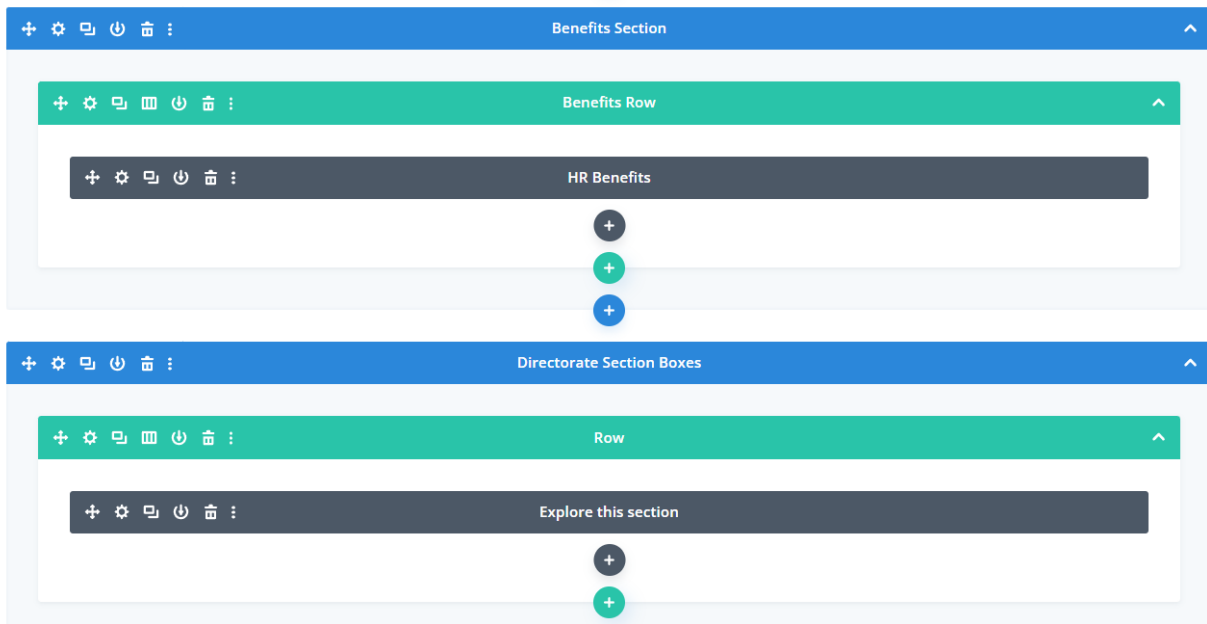 Benefits Section
Benefits Row
HR Benefits
Directorate Section Boxes
Row
Explore this section